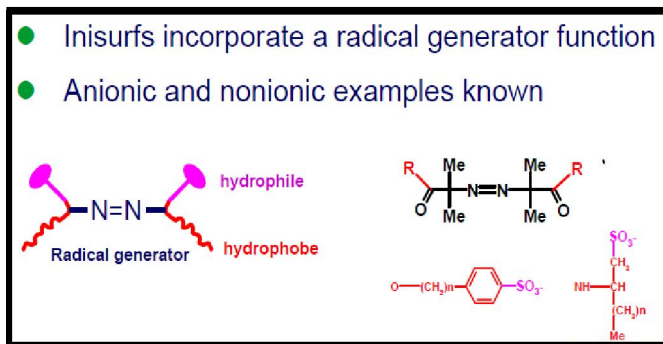 Inisurfs incorporate a radical generator function
Anionic and nonionic examples known
hydrophile
N=N
Radical generator
hydrophobe
R Me Me R
N=N
O Me Me O
O-(CH₂)n SO₃⁻
SO₃⁻
CH₂
NH-CH
(CH₂)n
Me